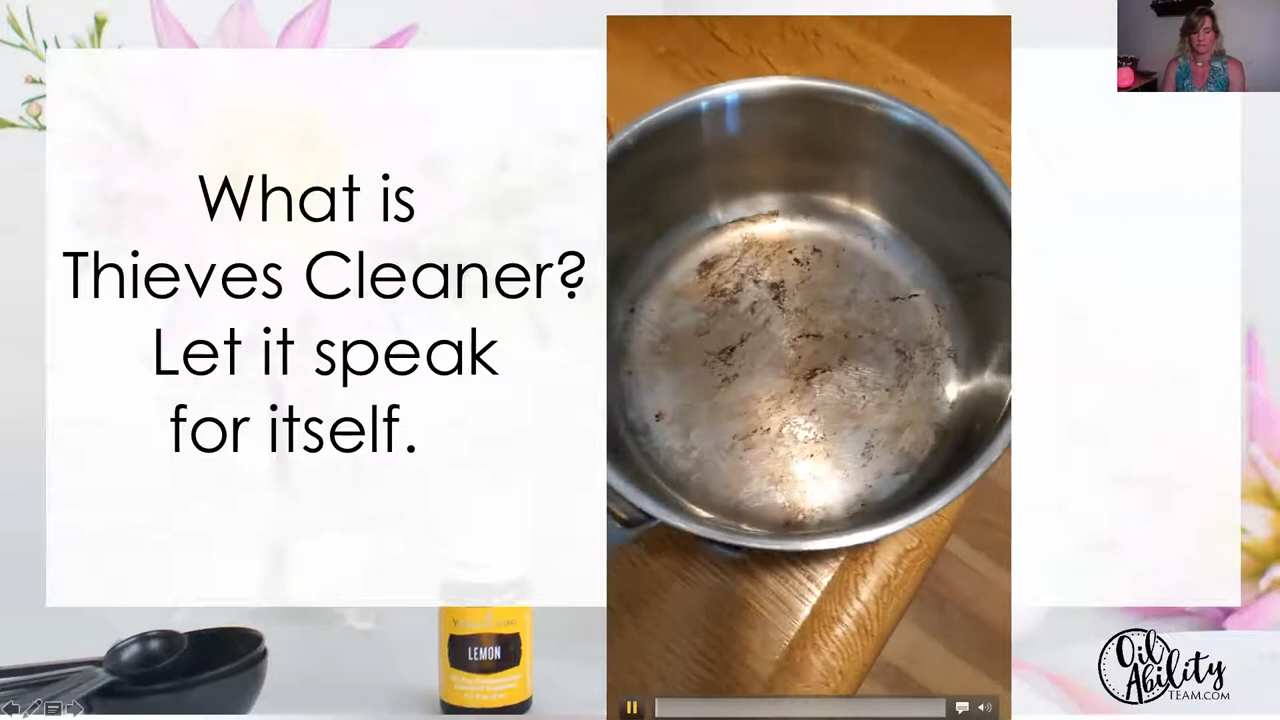 What is
Thieves Cleaner?
Let it speak
for itself.
LEMON
Oil
Ability
TEAM.COM